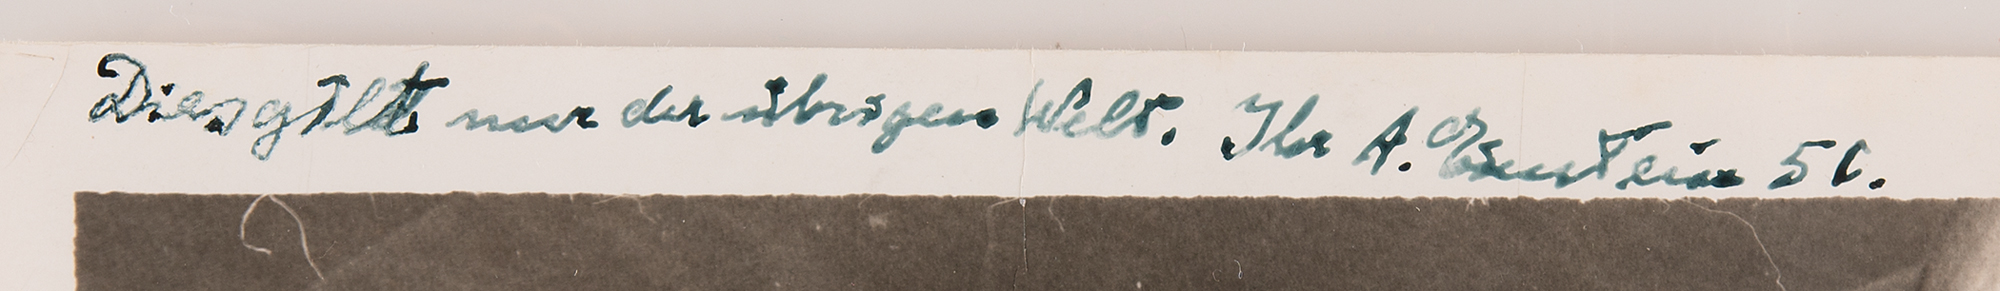 Dies gilt nur der übrigen Welt. Ihr A. Einstein 51.